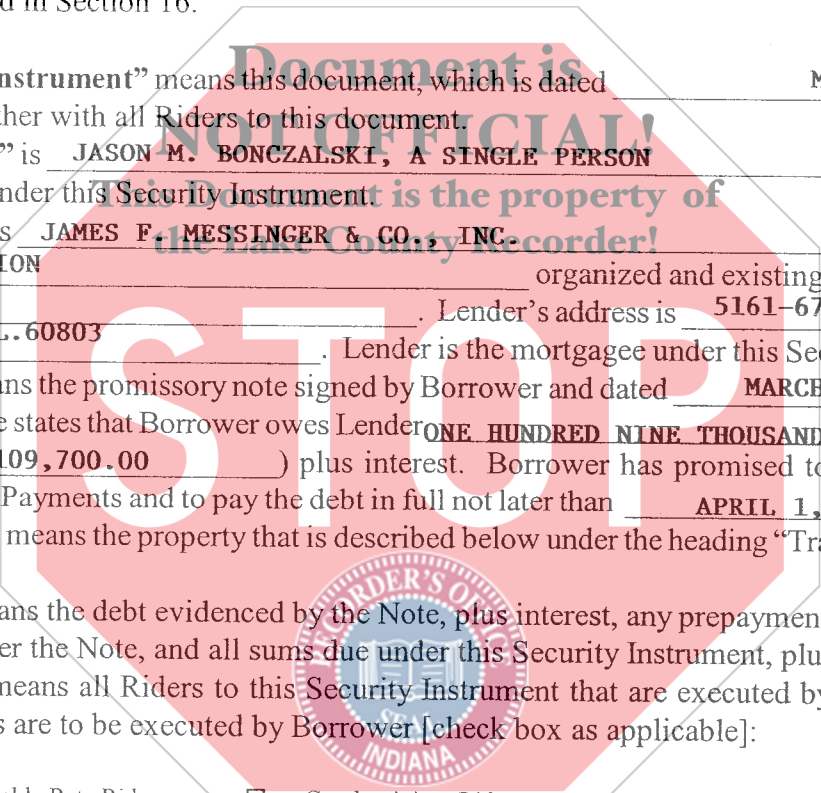 d in Section 16.
Document is
nstrument” means this document, which is dated M
ther with all Riders to this document.
NOT OFFICIAL!
” is JASON M. BONCZALSKI, A SINGLE PERSON
nder this Security Instrument.
This Document is the property of
s JAMES F. MESSINGER & CO., INC.
the Lake County Recorder!
ION organized and existing
. Lender’s address is 5161-67
L.60803 . Lender is the mortgagee under this Sec
STOP
ans the promissory note signed by Borrower and dated MARCH
e states that Borrower owes Lender ONE HUNDRED NINE THOUSAND
109,700.00 ) plus interest. Borrower has promised to
Payments and to pay the debt in full not later than APRIL 1,
means the property that is described below under the heading “Tra
RECORDER'S OFFICE
ans the debt evidenced by the Note, plus interest, any prepaymen
er the Note, and all sums due under this Security Instrument, plu
means all Riders to this Security Instrument that are executed by
SEAL
s are to be executed by Borrower [check box as applicable]:
INDIANA